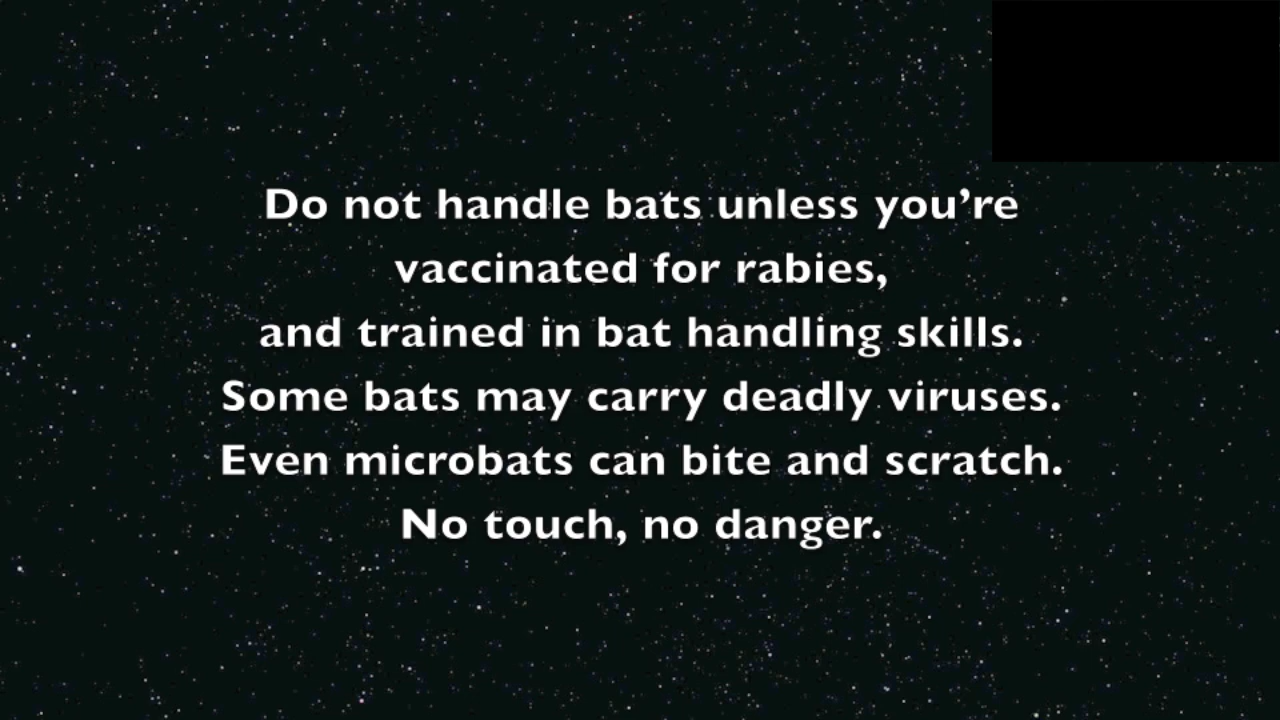 Do not handle bats unless you’re
vaccinated for rabies,
and trained in bat handling skills.
Some bats may carry deadly viruses.
Even microbats can bite and scratch.
No touch, no danger.